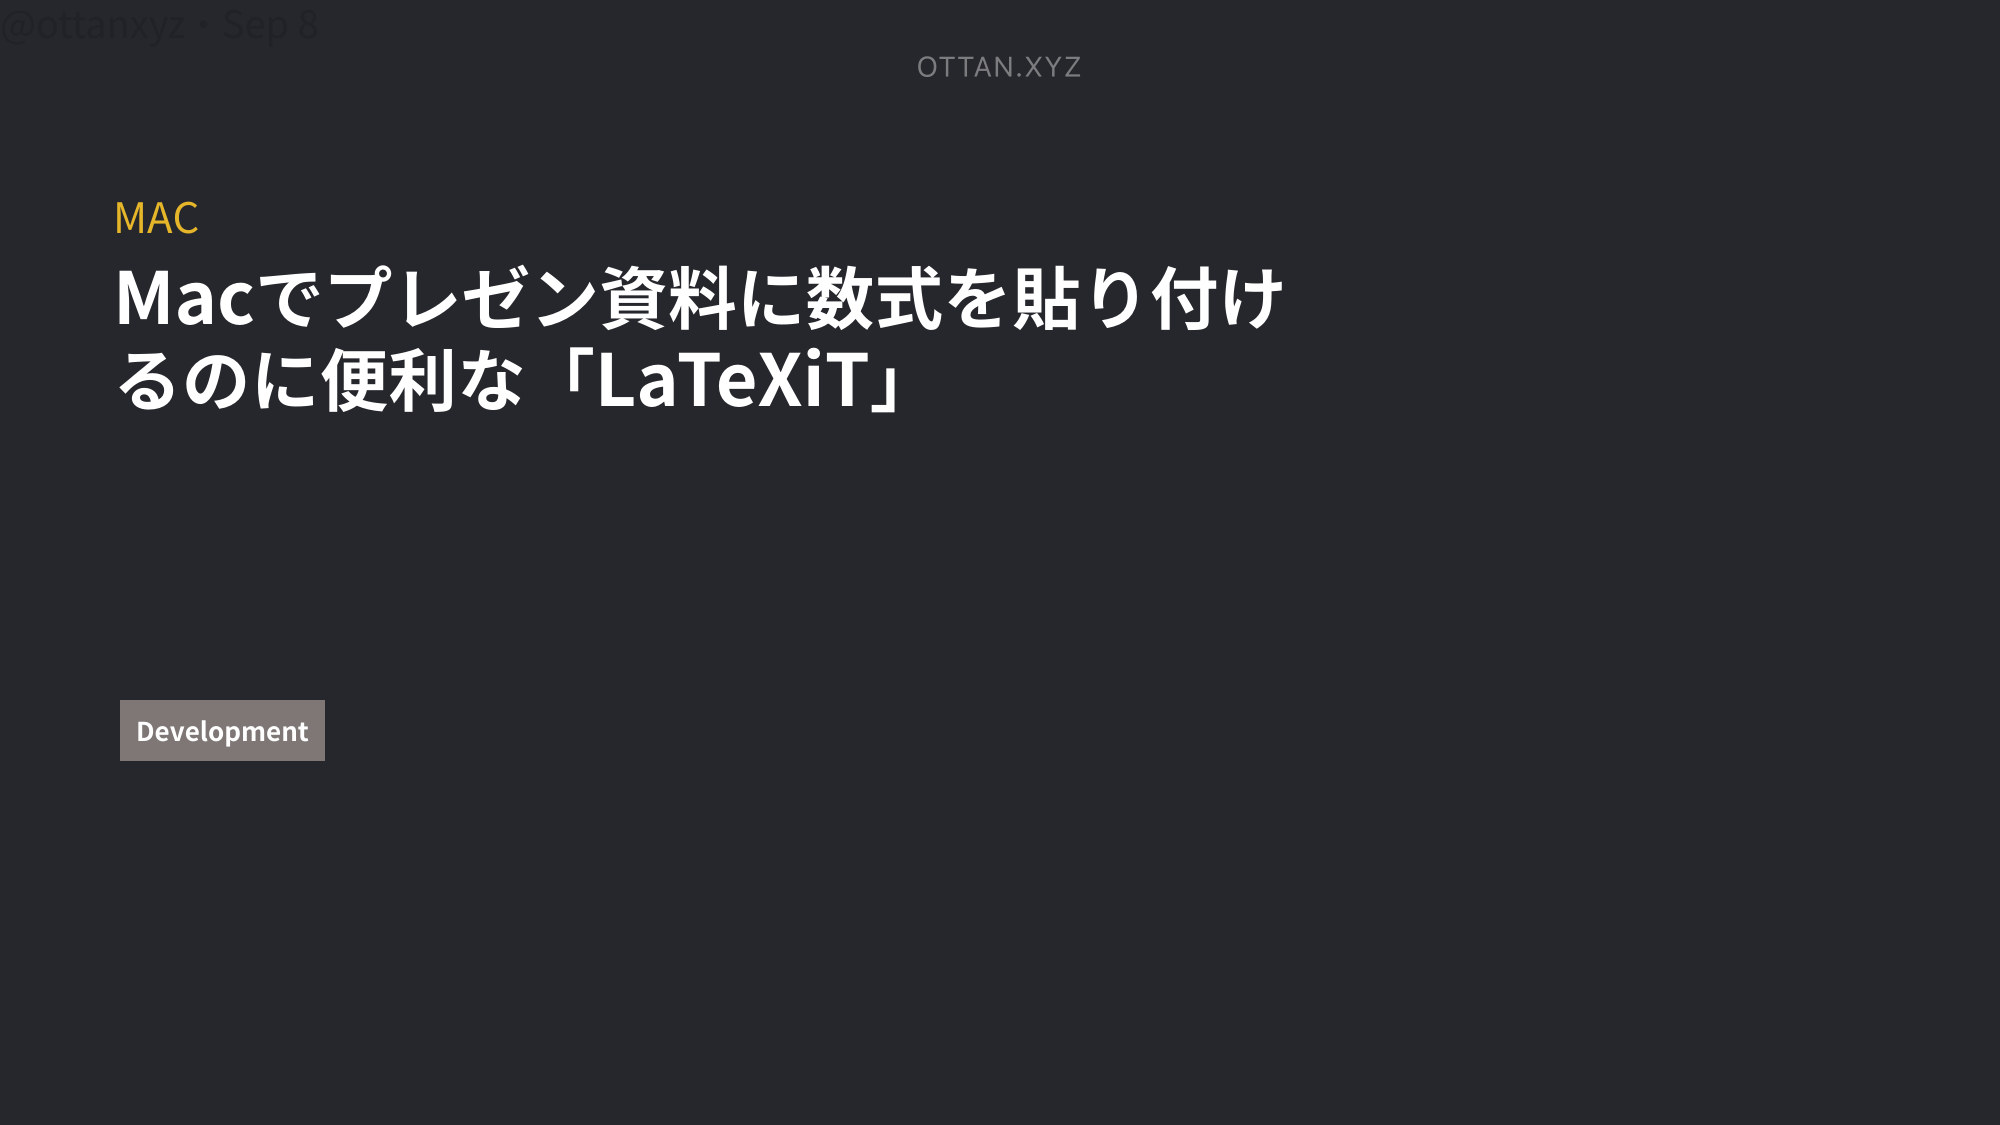 @ottanxyz・Sep 8
OTTAN.XYZ
MAC
Macでプレゼン資料に数式を貼り付け
るのに便利な「LaTeXiT」
Development